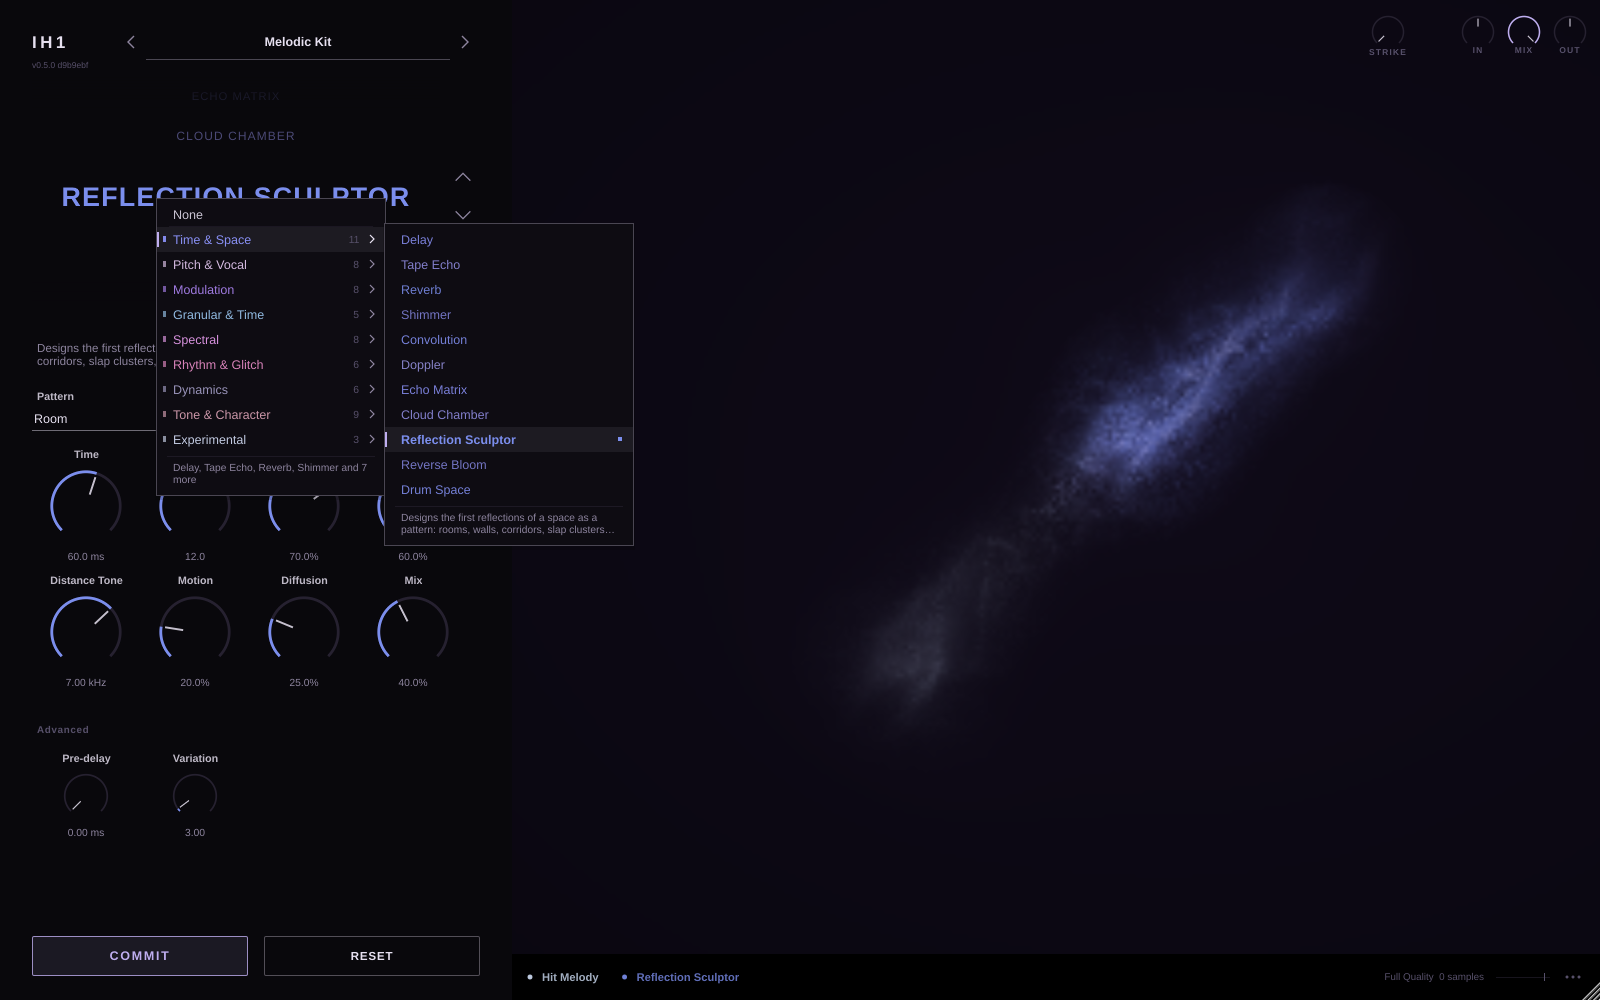 IH1
v0.5.0 d9b9ebf
Melodic Kit
STRIKE
IN
MIX
OUT
ECHO MATRIX
CLOUD CHAMBER
REFLECTION SCULPTOR
None
Time & Space 11
Pitch & Vocal 8
Modulation 8
Granular & Time 5
Spectral 8
Rhythm & Glitch 6
Dynamics 6
Tone & Character 9
Experimental 3
Delay, Tape Echo, Reverb, Shimmer and 7
more
Delay
Tape Echo
Reverb
Shimmer
Convolution
Doppler
Echo Matrix
Cloud Chamber
Reflection Sculptor
Reverse Bloom
Drum Space
Designs the first reflections of a space as a
pattern: rooms, walls, corridors, slap clusters...
Designs the first reflect
corridors, slap clusters,
Pattern
Room
Time
60.0 ms
12.0
70.0%
60.0%
Distance Tone
Motion
Diffusion
Mix
7.00 kHz
20.0%
25.0%
40.0%
Advanced
Pre-delay
Variation
0.00 ms
3.00
COMMIT
RESET
Hit Melody
Reflection Sculptor
Full Quality 0 samples